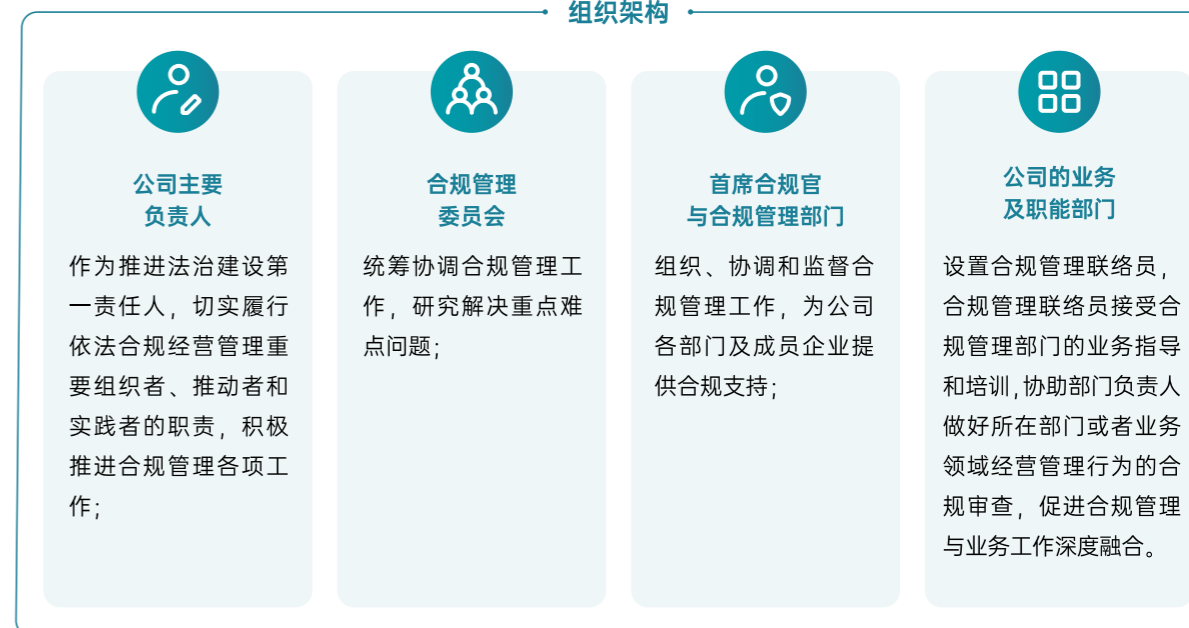 组织架构
公司主要
负责人
作为推进法治建设第
一责任人，切实履行
依法合规经营管理重
要组织者、推动者和
实践者的职责，积极
推进合规管理各项工
作；
合规管理
委员会
统筹协调合规管理工
作，研究解决重点难
点问题；
首席合规官
与合规管理部门
组织、协调和监督合
规管理工作，为公司
各部门及成员企业提
供合规支持；
公司的业务
及职能部门
设置合规管理联络员，
合规管理联络员接受合
规管理部门的业务指导
和培训，协助部门负责人
做好所在部门或者业务
领域经营管理行为的合
规审查，促进合规管理
与业务工作深度融合。